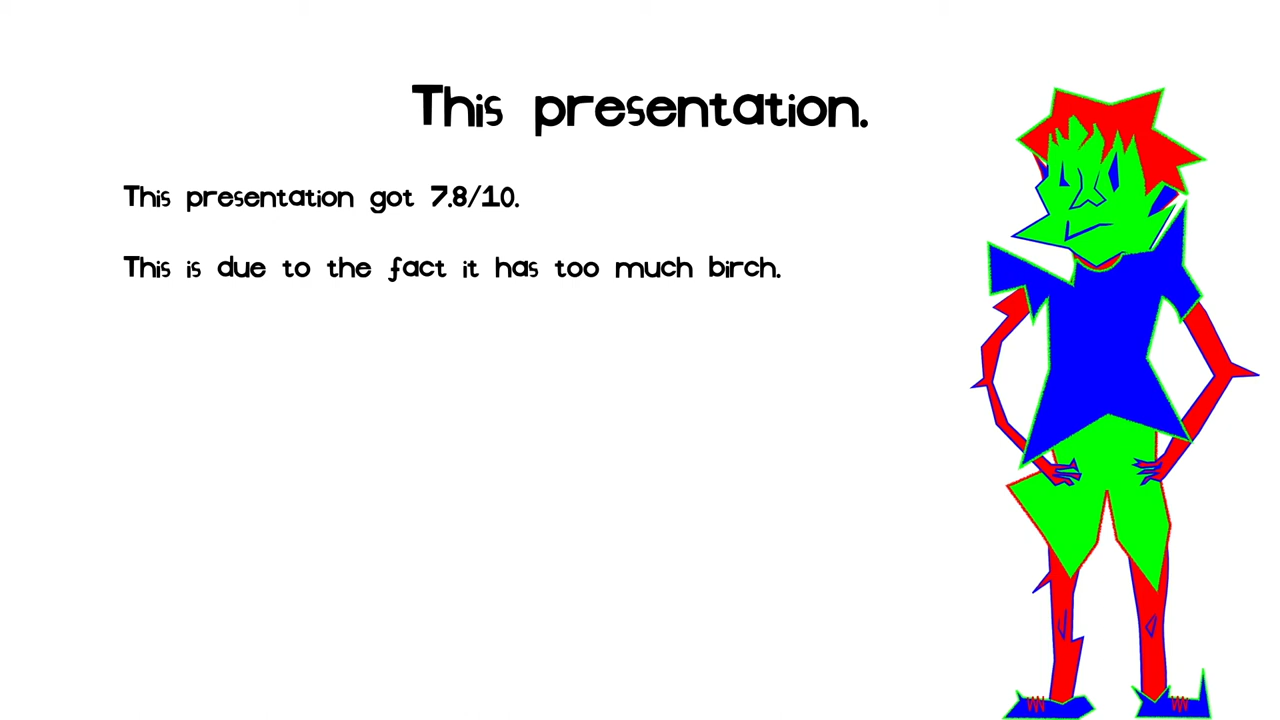 This presentation.
This presentation got 7.8/10.
This is due to the fact it has too much birch.